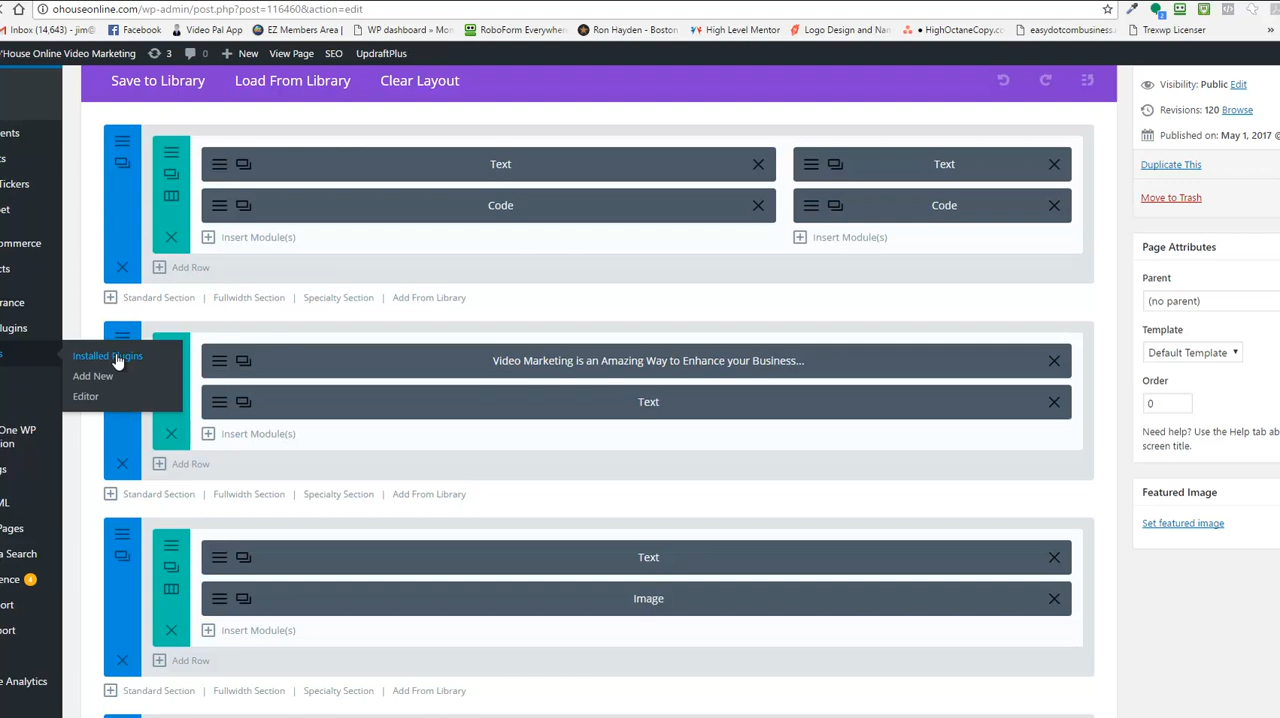 ohouseonline.com/wp-admin/post.php?post=116460&action=edit
Inbox (14,643) - jim@ Facebook Video Pal App EZ Members Area | WP dashboard » Mon RoboForm Everywhere Ron Hayden - Boston High Level Mentor Logo Design and Nam HighOctaneCopy.co easydotcombusiness. Trexwp Licenser »
'House Online Video Marketing 3 0 New View Page SEO UpdraftPlus
Save to Library Load From Library Clear Layout
Visibility: Public Edit
Revisions: 120 Browse
Published on: May 1, 2017 @
Duplicate This
Move to Trash
Text Text
Code Code
Insert Module(s) Insert Module(s)
Add Row
Standard Section | Fullwidth Section | Specialty Section | Add From Library
Page Attributes
Parent
(no parent)
Template
Default Template
Order
0
Need help? Use the Help tab ab
screen title.
Featured Image
Set featured image
ents
ts
Tickers
et
ommerce
cts
rance
lugins
s
Installed Plugins
Add New
Editor
One WP
tion
gs
ML
Pages
a Search
ence 4
ort
port
e Analytics
Video Marketing is an Amazing Way to Enhance your Business...
Text
Insert Module(s)
Add Row
Standard Section | Fullwidth Section | Specialty Section | Add From Library
Text
Image
Insert Module(s)
Add Row
Standard Section | Fullwidth Section | Specialty Section | Add From Library